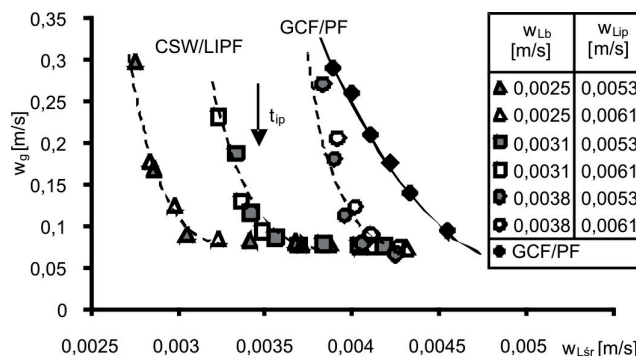 GCF/PF
CSW/LIPF
t_ip
w_g [m/s]
0,35
0,3
0,25
0,2
0,15
0,1
0,05
0
0,0025 0,003 0,0035 0,004 0,0045 0,005 w_Lśr [m/s]
w_Lb [m/s] w_Lip [m/s]
0,0025 0,0053
0,0025 0,0061
0,0031 0,0053
0,0031 0,0061
0,0038 0,0053
0,0038 0,0061
GCF/PF